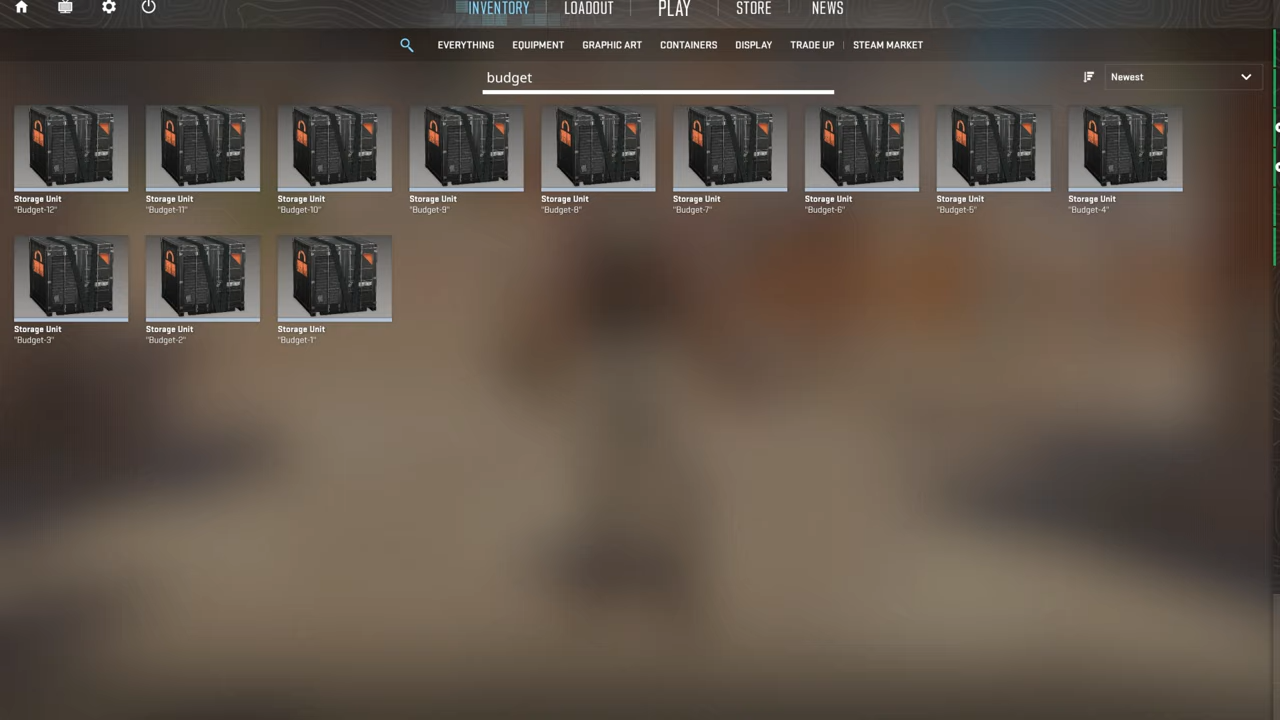 INVENTORY LOADOUT PLAY STORE NEWS
EVERYTHING EQUIPMENT GRAPHIC ART CONTAINERS DISPLAY TRADE UP STEAM MARKET
budget
Newest
Storage Unit Storage Unit Storage Unit Storage Unit Storage Unit Storage Unit Storage Unit Storage Unit Storage Unit
"Budget-12" "Budget-11" "Budget-10" "Budget-9" "Budget-8" "Budget-7" "Budget-6" "Budget-5" "Budget-4"
Storage Unit Storage Unit Storage Unit
"Budget-3" "Budget-2" "Budget-1"